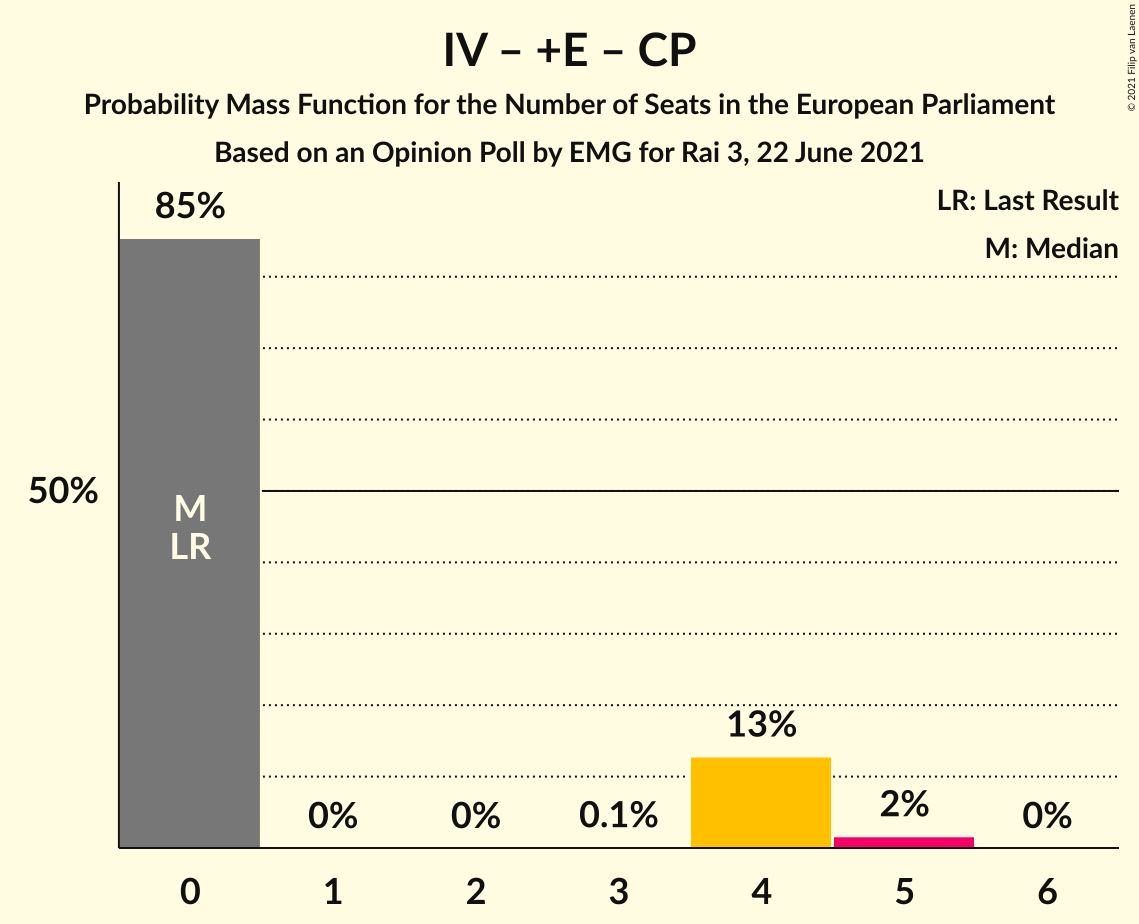 IV – +E – CP
Probability Mass Function for the Number of Seats in the European Parliament
Based on an Opinion Poll by EMG for Rai 3, 22 June 2021
© 2021 Filip van Laenen
LR: Last Result
M: Median
85%
50%
M
LR
0%
0%
0.1%
13%
2%
0%
0
1
2
3
4
5
6